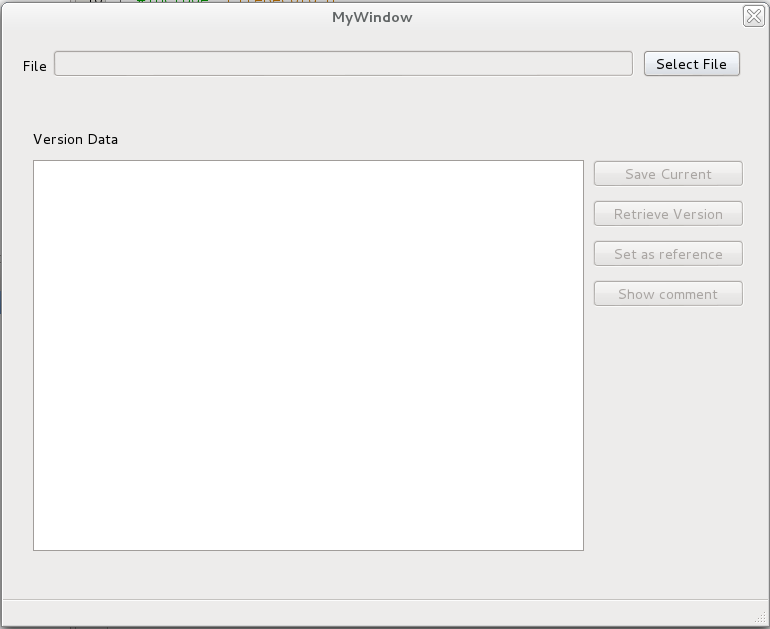 MyWindow
File
Select File
Version Data
Save Current
Retrieve Version
Set as reference
Show comment